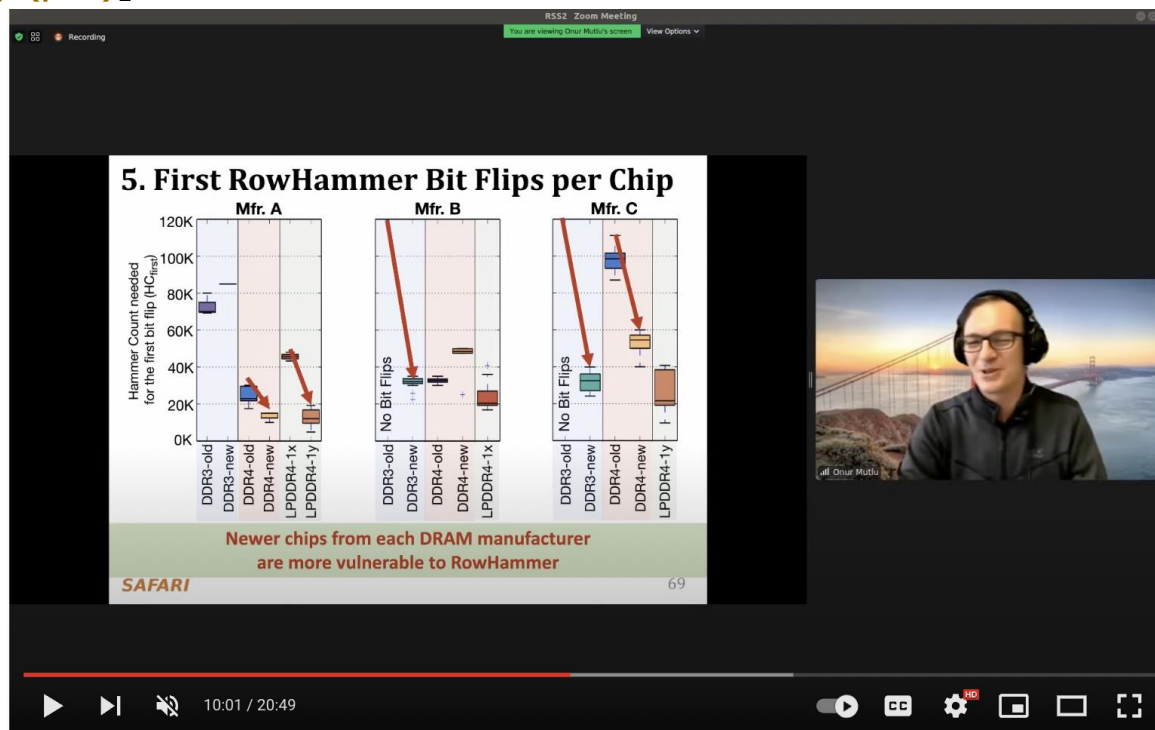 RSS2 Zoom Meeting
Recording
You are viewing Onur Mutlu's screen
View Options
5. First RowHammer Bit Flips per Chip
Mfr. A
Mfr. B
Mfr. C
Hammer Count needed
for the first bit flip (HCfirst)
120K
100K
80K
60K
40K
20K
0K
No Bit Flips
No Bit Flips
DDR3-old
DDR3-new
DDR4-old
DDR4-new
LPDDR4-1x
LPDDR4-1y
DDR3-old
DDR3-new
DDR4-old
DDR4-new
LPDDR4-1x
DDR3-old
DDR3-new
DDR4-old
DDR4-new
LPDDR4-1y
Newer chips from each DRAM manufacturer
are more vulnerable to RowHammer
SAFARI
69
Onur Mutlu
10:01 / 20:49
CC
HD